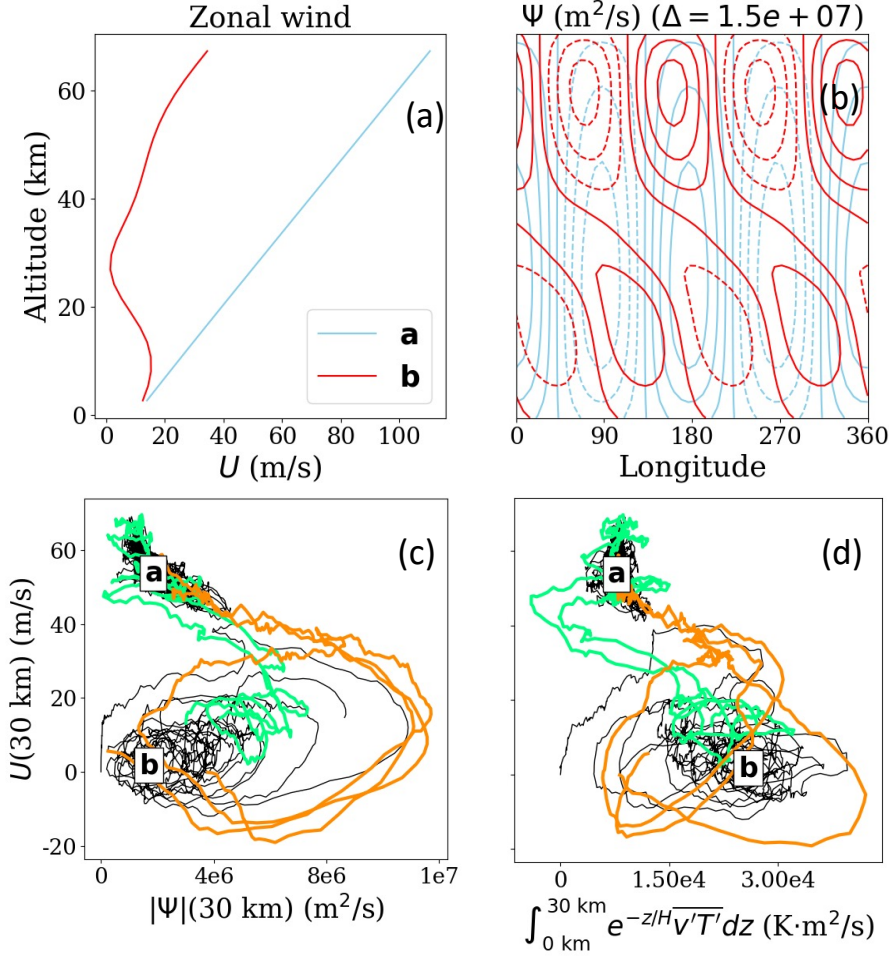 Zonal wind
Ψ (m²/s) (Δ = 1.5e + 07)
(a)
(b)
Altitude (km)
60
40
20
0
a
b
0 20 40 60 80 100
U (m/s)
0 90 180 270 360
Longitude
(c)
(d)
U(30 km) (m/s)
60
40
20
0
-20
a
b
a
b
0 4e6 8e6 1e7
|Ψ|(30 km) (m²/s)
0 1.50e4 3.00e4
∫₀ km³⁰ km e^{-z/H} \overline{v'T'}dz (K·m²/s)